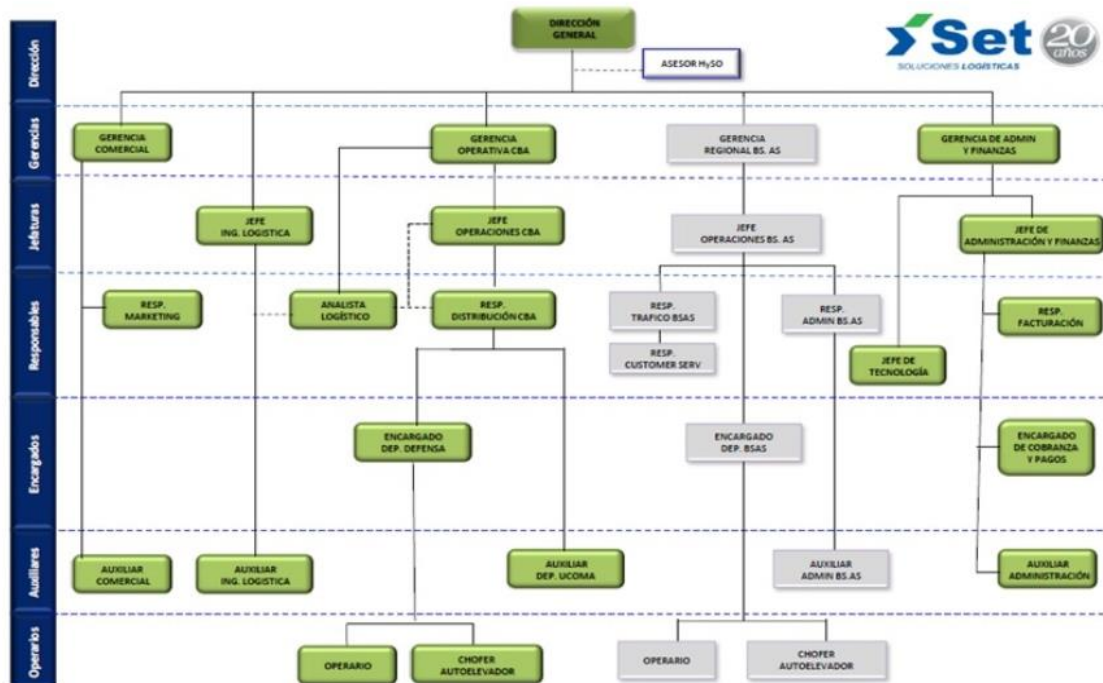 DIRECCIÓN
GENERAL
Set
20
años
SOLUCIONES LOGÍSTICAS
ASESOR HySO
Dirección
Gerencias
GERENCIA
COMERCIAL
GERENCIA
OPERATIVA CBA
GERENCIA
REGIONAL BS. AS
GERENCIA DE ADMIN
Y FINANZAS
Jefaturas
JEFE
ING. LOGISTICA
JEFE
OPERACIONES CBA
JEFE
OPERACIONES BS. AS
JEFE DE
ADMINISTRACIÓN Y FINANZAS
Responsables
RESP.
MARKETING
ANALISTA
LOGÍSTICO
RESP.
DISTRIBUCIÓN CBA
RESP.
TRAFICO BSAS
RESP.
ADMIN BS.AS
RESP.
FACTURACIÓN
RESP.
CUSTOMER SERV
JEFE DE
TECNOLOGÍA
Encargados
ENCARGADO
DEP. DEFENSA
ENCARGADO
DEP. BSAS
ENCARGADO
DE COBRANZA
Y PAGOS
Auxiliares
AUXILIAR
COMERCIAL
AUXILIAR
ING. LOGISTICA
AUXILIAR
DEP. UCOMA
AUXILIAR
ADMIN BS.AS
AUXILIAR
ADMINISTRACIÓN
Operarios
OPERARIO
CHOFER
AUTOELEVADOR
OPERARIO
CHOFER
AUTOELEVADOR